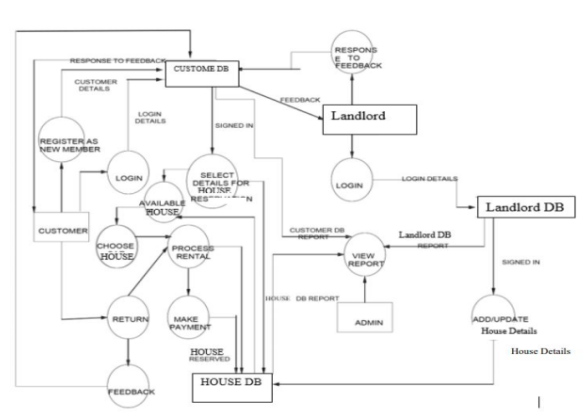 RESPONS
E TO
FEEDBACK
RESPONSE TO FEEDBACK
CUSTOME DB
CUSTOMER
DETAILS
FEEDBACK
Landlord
LOGIN
DETAILS
SIGNED IN
REGISTER AS
NEW MEMBER
LOGIN
SELECT
DETAILS FOR
HOUSE
LOGIN
LOGIN DETAILS
AVAILABLE
HOUSE
Landlord DB
CUSTOMER
CUSTOMER DB
REPORT
Landlord DB
REPORT
CHOOSE
HOUSE
PROCESS
RENTAL
VIEW
REPORT
SIGNED IN
HOUSE DB REPORT
RETURN
MAKE
PAYMENT
ADMIN
ADD/UPDATE
House Details
House Details
HOUSE
RESERVED
HOUSE DB
FEEDBACK